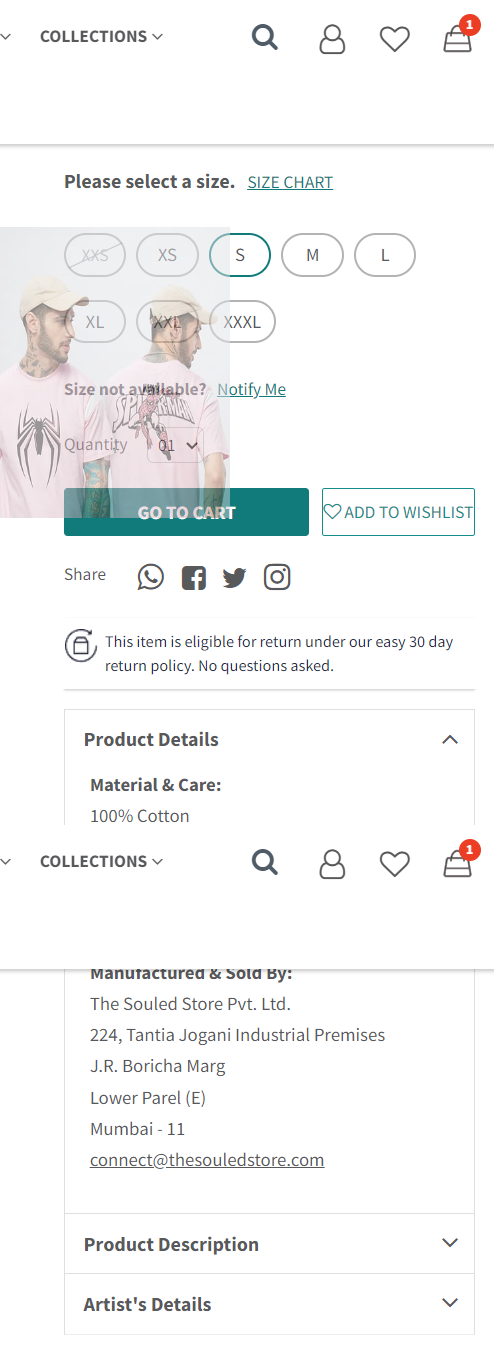 COLLECTIONS
1
Please select a size. SIZE CHART
XXS XS S M L
XL XXL XXXL
Size not available? Notify Me
Quantity 01
GO TO CART ADD TO WISHLIST
Share
This item is eligible for return under our easy 30 day
return policy. No questions asked.
Product Details
Material & Care:
100% Cotton
COLLECTIONS
1
Manufactured & Sold By:
The Souled Store Pvt. Ltd.
224, Tantia Jogani Industrial Premises
J.R. Boricha Marg
Lower Parel (E)
Mumbai - 11
connect@thesouledstore.com
Product Description
Artist's Details